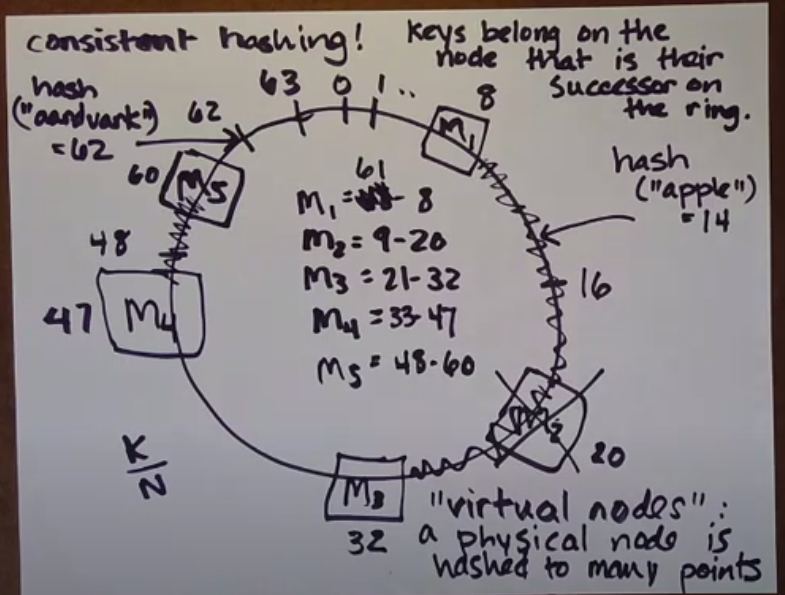 consistent hashing!
keys belong on the
node that is their
successor on
the ring.
hash
("aardvark")
= 62
62
63
0
1..
8
M1
hash
("apple")
= 14
60
M5
61
M1 = - 8
M2 = 9-20
M3 = 21-32
M4 = 33-47
M5 = 48-60
48
47
M4
16
M2
20
K/N
M3
32
"virtual nodes":
a physical node is
hashed to many points